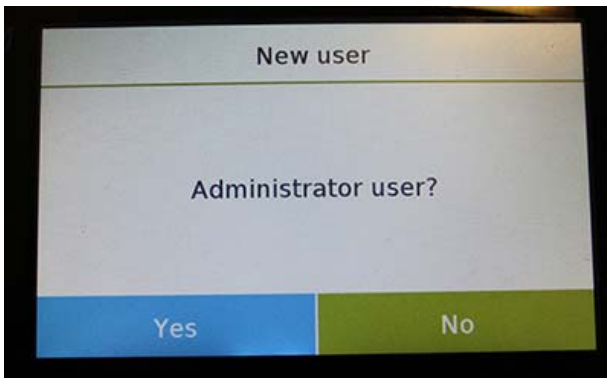 New user
Administrator user?
Yes
No